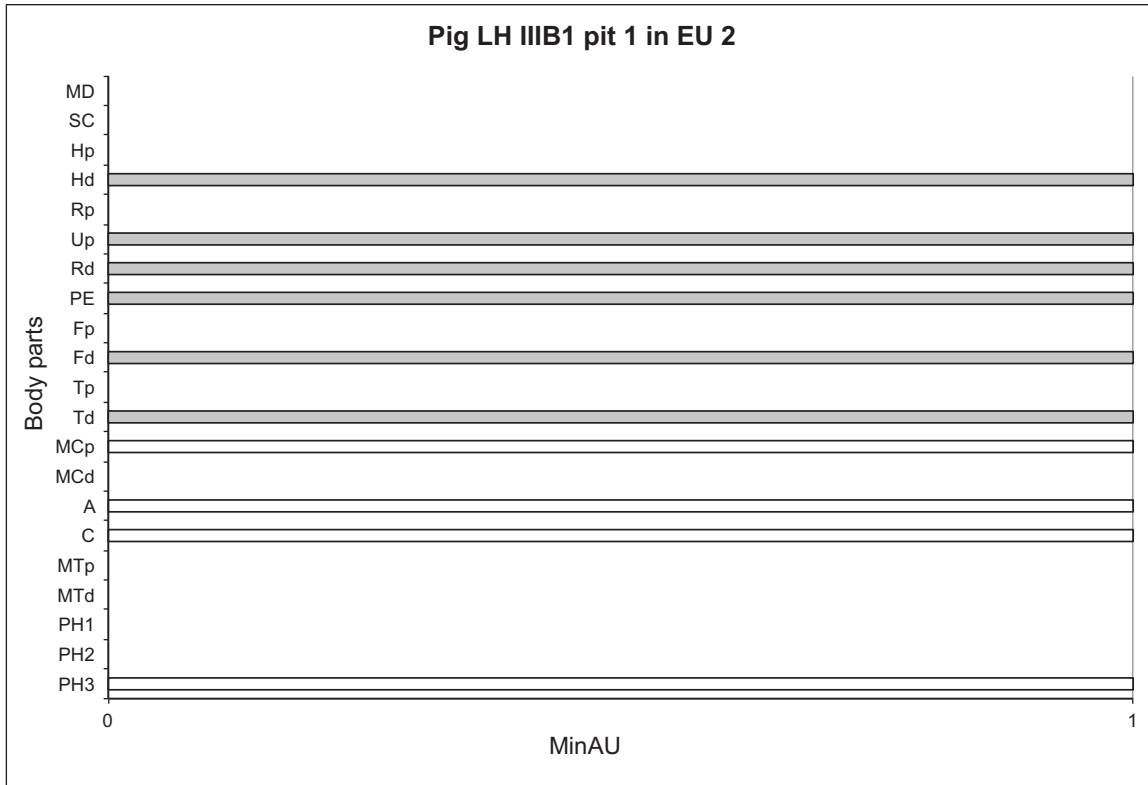 Pig LH IIIB1 pit 1 in EU 2
Body parts
MD
SC
Hp
Hd
Rp
Up
Rd
PE
Fp
Fd
Tp
Td
MCp
MCd
A
C
MTp
MTd
PH1
PH2
PH3
0 1
MinAU